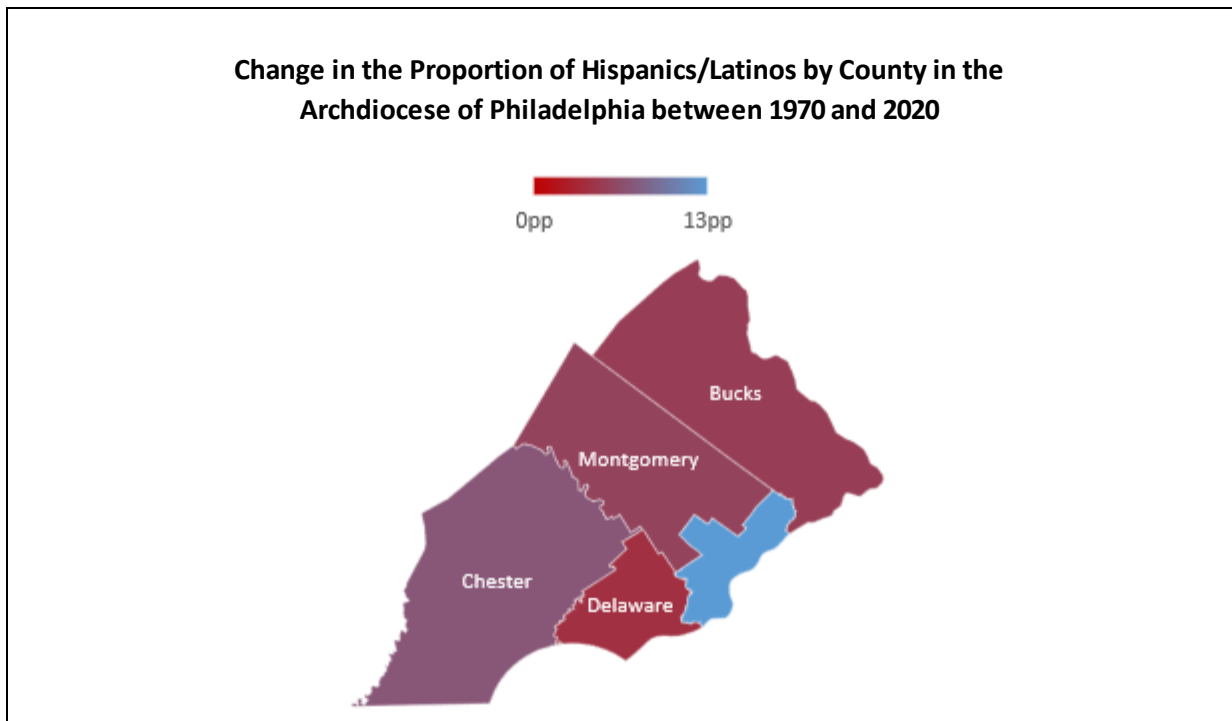 Change in the Proportion of Hispanics/Latinos by County in the
Archdiocese of Philadelphia between 1970 and 2020
0pp 13pp
Bucks
Montgomery
Chester
Delaware